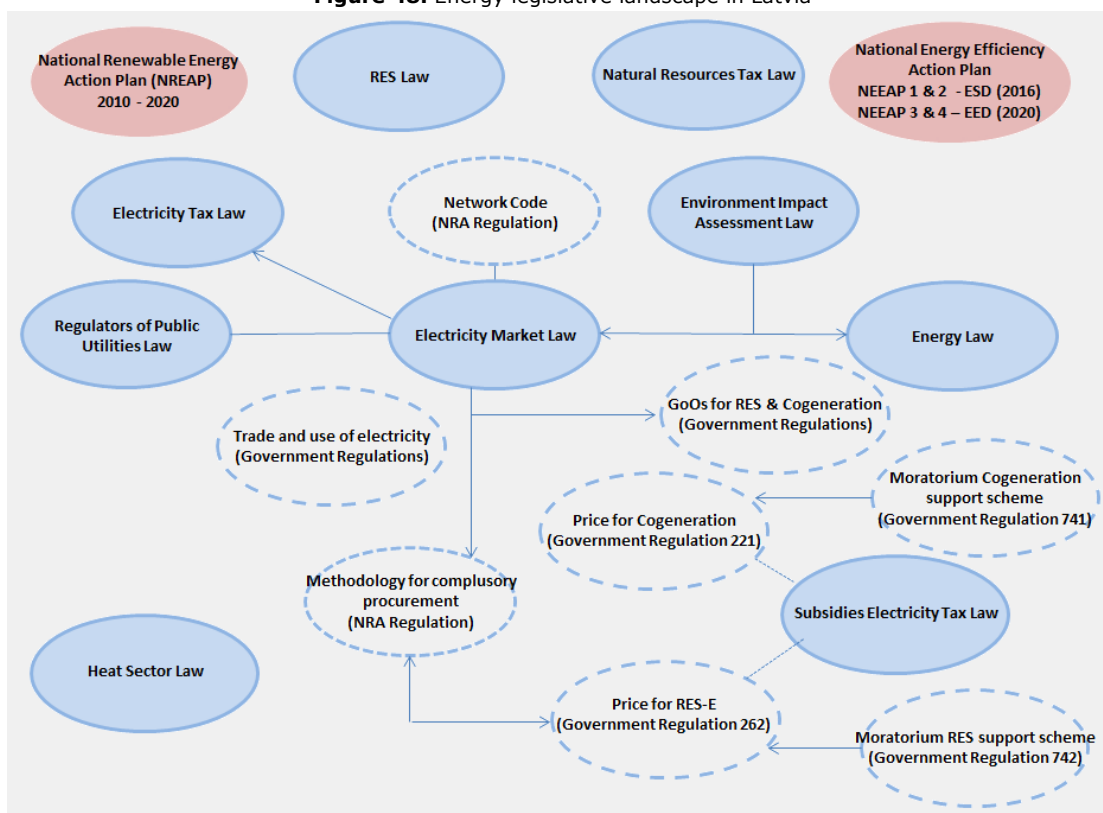 Figure 48. Energy legislative landscape in Latvia
National Renewable Energy
Action Plan (NREAP)
2010 - 2020
RES Law
Natural Resources Tax Law
National Energy Efficiency
Action Plan
NEEAP 1 & 2 - ESD (2016)
NEEAP 3 & 4 – EED (2020)
Electricity Tax Law
Network Code
(NRA Regulation)
Environment Impact
Assessment Law
Regulators of Public
Utilities Law
Electricity Market Law
Energy Law
Trade and use of electricity
(Government Regulations)
GoOs for RES & Cogeneration
(Government Regulations)
Moratorium Cogeneration
support scheme
(Government Regulation 741)
Price for Cogeneration
(Government Regulation 221)
Methodology for complusory
procurement
(NRA Regulation)
Subsidies Electricity Tax Law
Heat Sector Law
Price for RES-E
(Government Regulation 262)
Moratorium RES support scheme
(Government Regulation 742)